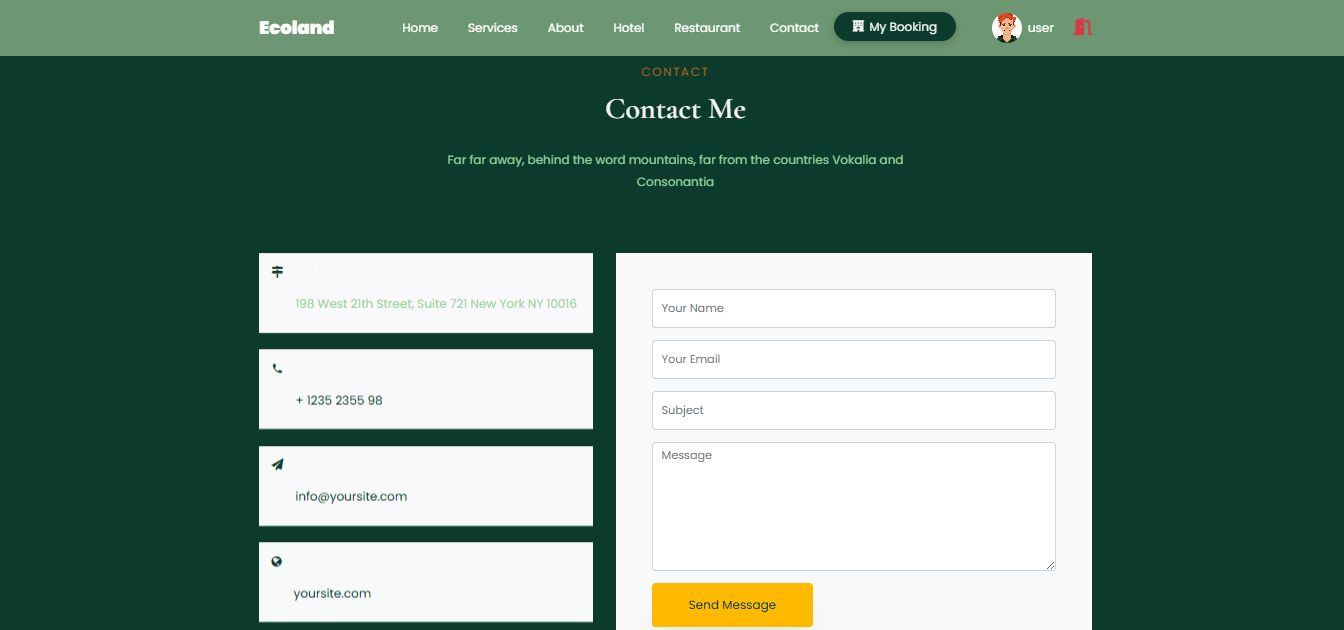 Ecoland
Home
Services
About
Hotel
Restaurant
Contact
My Booking
user
CONTACT
Contact Me
Far far away, behind the word mountains, far from the countries Vokalia and
Consonantia
198 West 21th Street, Suite 721 New York NY 10016
+ 1235 2355 98
info@yoursite.com
yoursite.com
Your Name
Your Email
Subject
Message
Send Message